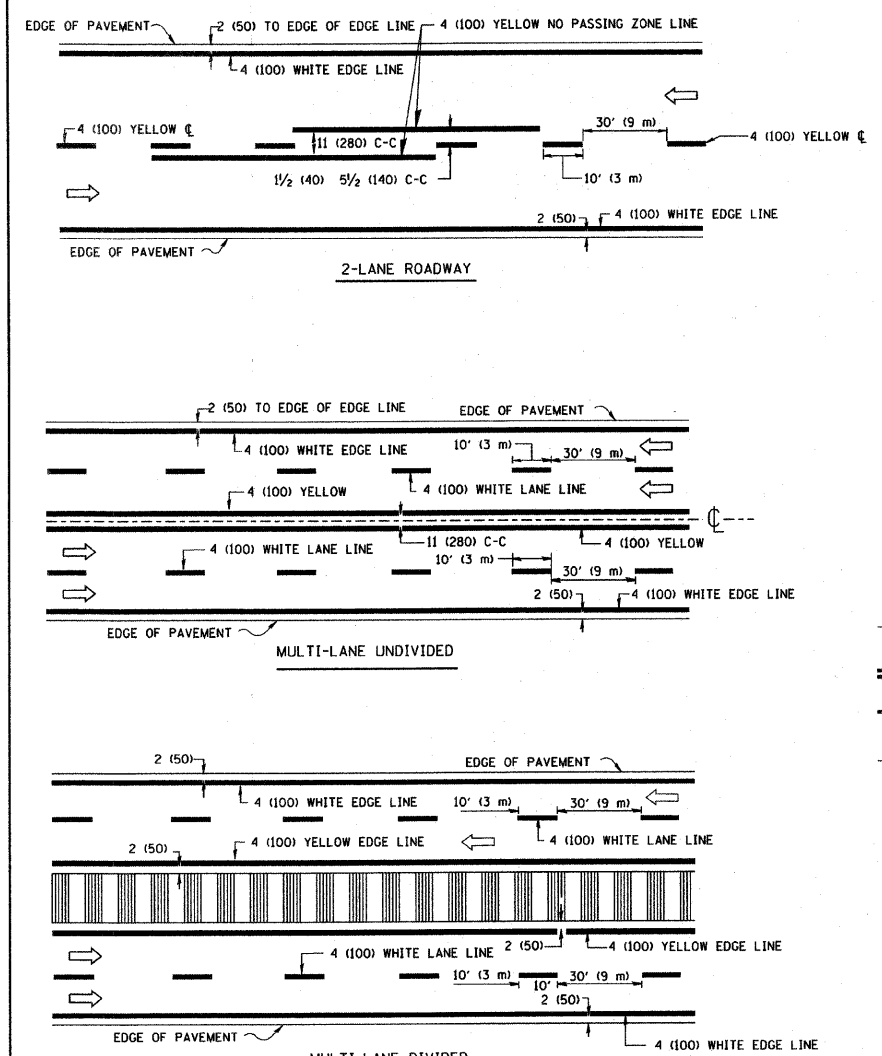 EDGE OF PAVEMENT
2 (50) TO EDGE OF EDGE LINE
4 (100) YELLOW NO PASSING ZONE LINE
4 (100) WHITE EDGE LINE
30' (9 m)
4 (100) YELLOW ℄
11 (280) C-C
4 (100) YELLOW ℄
1½ (40) 5½ (140) C-C
10' (3 m)
2 (50)
4 (100) WHITE EDGE LINE
EDGE OF PAVEMENT
2-LANE ROADWAY
2 (50) TO EDGE OF EDGE LINE
EDGE OF PAVEMENT
4 (100) WHITE EDGE LINE
10' (3 m)
30' (9 m)
4 (100) YELLOW
4 (100) WHITE LANE LINE
℄
11 (280) C-C
4 (100) YELLOW
4 (100) WHITE LANE LINE
10' (3 m)
30' (9 m)
2 (50)
4 (100) WHITE EDGE LINE
EDGE OF PAVEMENT
MULTI-LANE UNDIVIDED
2 (50)
EDGE OF PAVEMENT
4 (100) WHITE EDGE LINE
10' (3 m)
30' (9 m)
2 (50)
4 (100) YELLOW EDGE LINE
4 (100) WHITE LANE LINE
4 (100) WHITE LANE LINE
2 (50)
4 (100) YELLOW EDGE LINE
10' (3 m)
30' (9 m)
10'
2 (50)
EDGE OF PAVEMENT
4 (100) WHITE EDGE LINE
MULTI-LANE DIVIDED